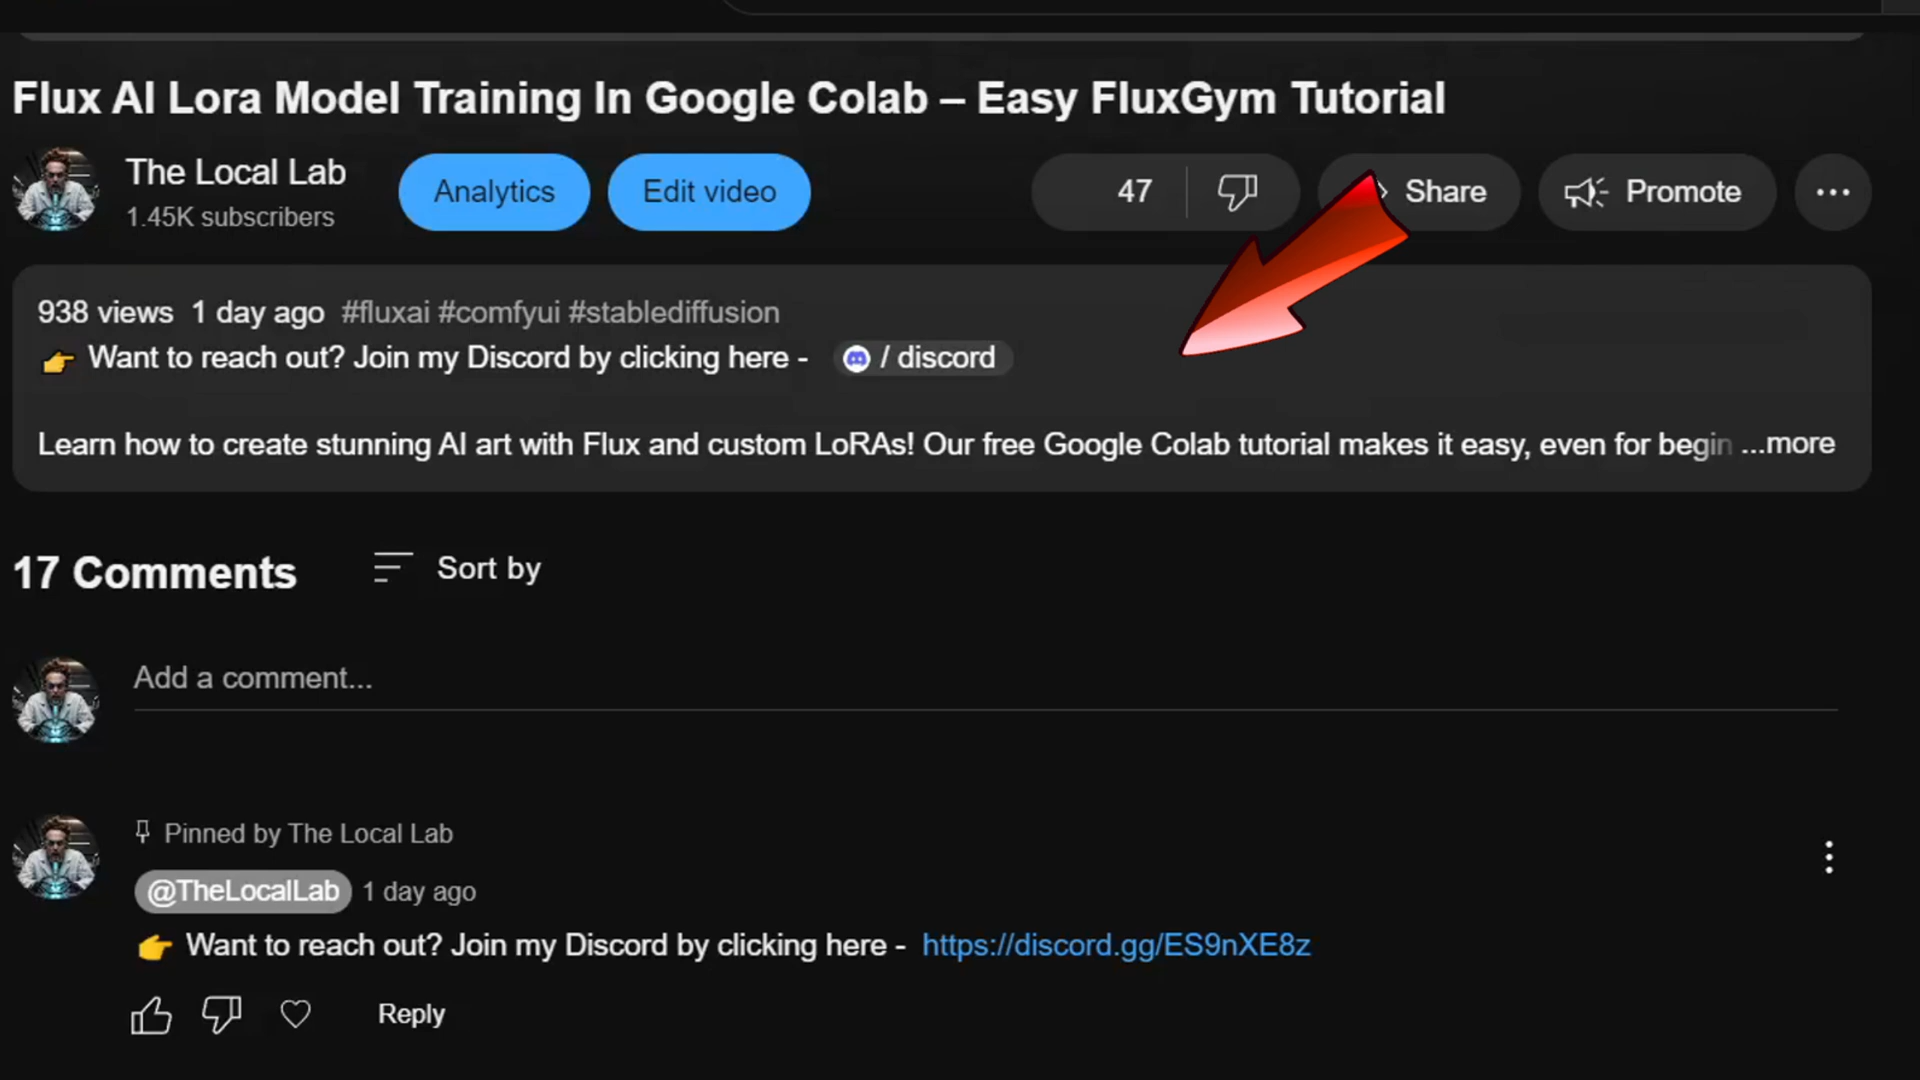 Flux AI Lora Model Training In Google Colab – Easy FluxGym Tutorial
The Local Lab
1.45K subscribers
Analytics
Edit video
47
Share
Promote
938 views 1 day ago #fluxai #comfyui #stablediffusion
👉 Want to reach out? Join my Discord by clicking here - / discord
Learn how to create stunning AI art with Flux and custom LoRAs! Our free Google Colab tutorial makes it easy, even for begin ...more
17 Comments
Sort by
Add a comment...
Pinned by The Local Lab
@TheLocalLab 1 day ago
👉 Want to reach out? Join my Discord by clicking here - https://discord.gg/ES9nXE8z
Reply